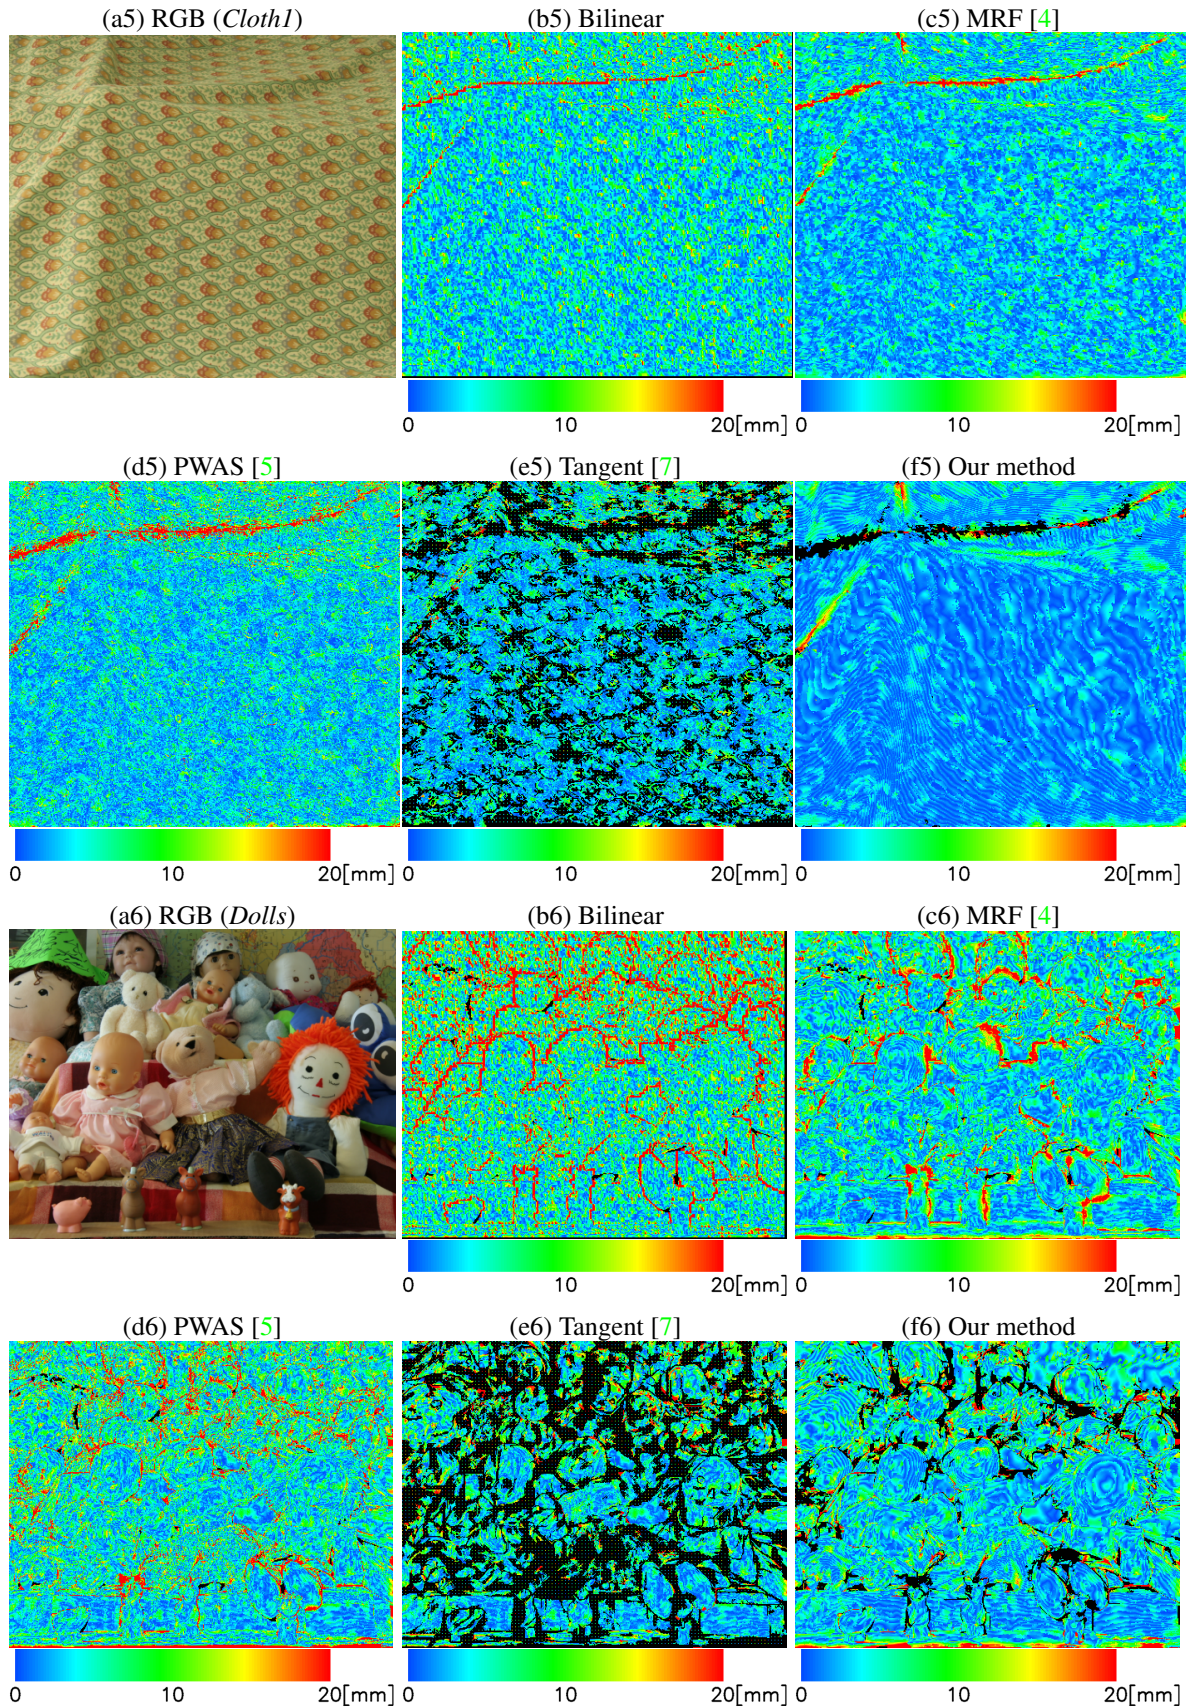 (a5) RGB (Cloth1)
(b5) Bilinear
(c5) MRF [4]
0 10 20[mm]
0 10 20[mm]
(d5) PWAS [5]
(e5) Tangent [7]
(f5) Our method
0 10 20[mm]
0 10 20[mm]
0 10 20[mm]
(a6) RGB (Dolls)
(b6) Bilinear
(c6) MRF [4]
0 10 20[mm]
0 10 20[mm]
(d6) PWAS [5]
(e6) Tangent [7]
(f6) Our method
0 10 20[mm]
0 10 20[mm]
0 10 20[mm]